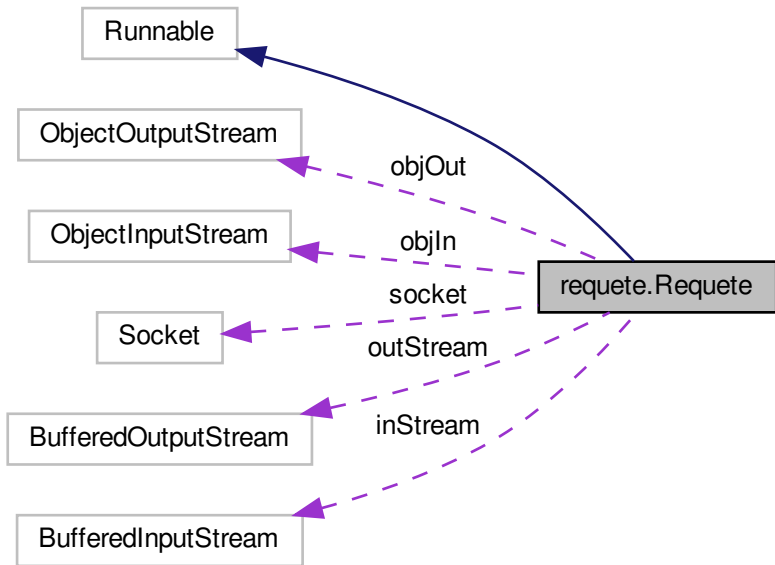 Runnable
ObjectOutputStream
objOut
ObjectInputStream
objIn
requete.Requete
socket
Socket
outStream
BufferedOutputStream
inStream
BufferedInputStream